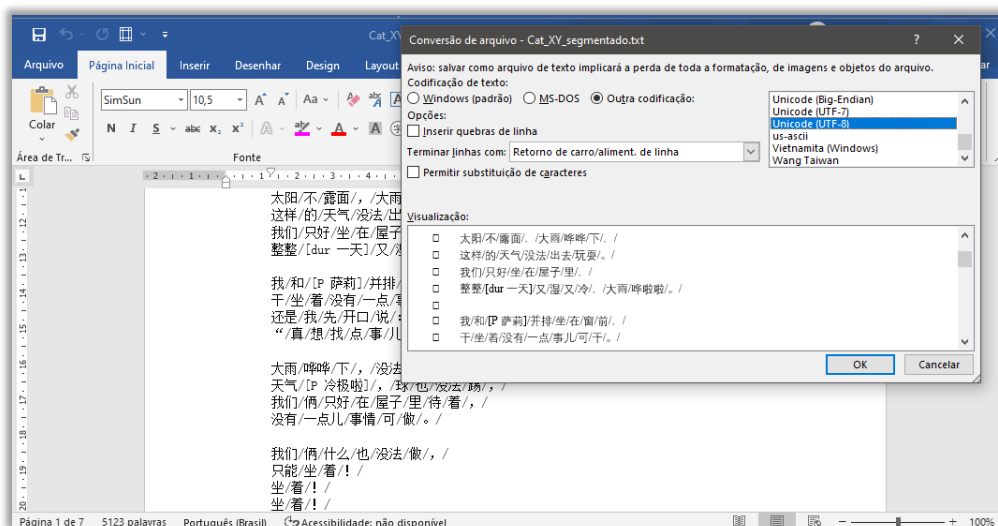 Cat_XY
Arquivo Página Inicial Inserir Desenhar Design Layout
Colar
SimSun 10,5
N I S abc X₂ X²
Área de Tr... Fonte
太阳/不/露面/，/大雨
这样/的/天气/没法/出
我们/只好/坐/在/屋子
整整/[dur 一天]/又/湿
我/和/[P 萨莉]/并排/
干/坐/着/没有/一点/事
还是/我/先/开口/说/：
“/真/想/找/点/事/儿
大雨/哗哗/下/，/没法
天气/[P 冷极啦]/，/球/也/没法/踢/，/
我们/俩/只好/在/屋子/里/待/着/，/
没有/一点儿/事情/可/做/。/
我们/俩/什么/也/没法/做/，/
只能/坐/着/！/
坐/着/！/
坐/着/！/
Página 1 de 7 5123 palavras Português (Brasil) Acessibilidade: não disponível 100%
Conversão de arquivo - Cat_XY_segmentado.txt ? ×
Aviso: salvar como arquivo de texto implicará a perda de toda a formatação, de imagens e objetos do arquivo.
Codificação de texto:
Windows (padrão) MS-DOS Outra codificação:
Unicode (Big-Endian)
Unicode (UTF-7)
Unicode (UTF-8)
us-ascii
Vietnamita (Windows)
Wang Taiwan
Opções:
Inserir quebras de linha
Terminar linhas com: Retorno de carro/aliment. de linha
Permitir substituição de caracteres
Visualização:
太阳/不/露面/，/大雨/哗哗/下/，/
这样/的/天气/没法/出去/玩耍/。/
我们/只好/坐/在/屋子/里/，/
整整/[dur 一天]/又/湿/又/冷/，/大雨/哗啦啦/。/
我/和/[P 萨莉]/并排/坐/在/窗/前/，/
干/坐/着/没有/一点/事儿/可/干/。/
OK Cancelar